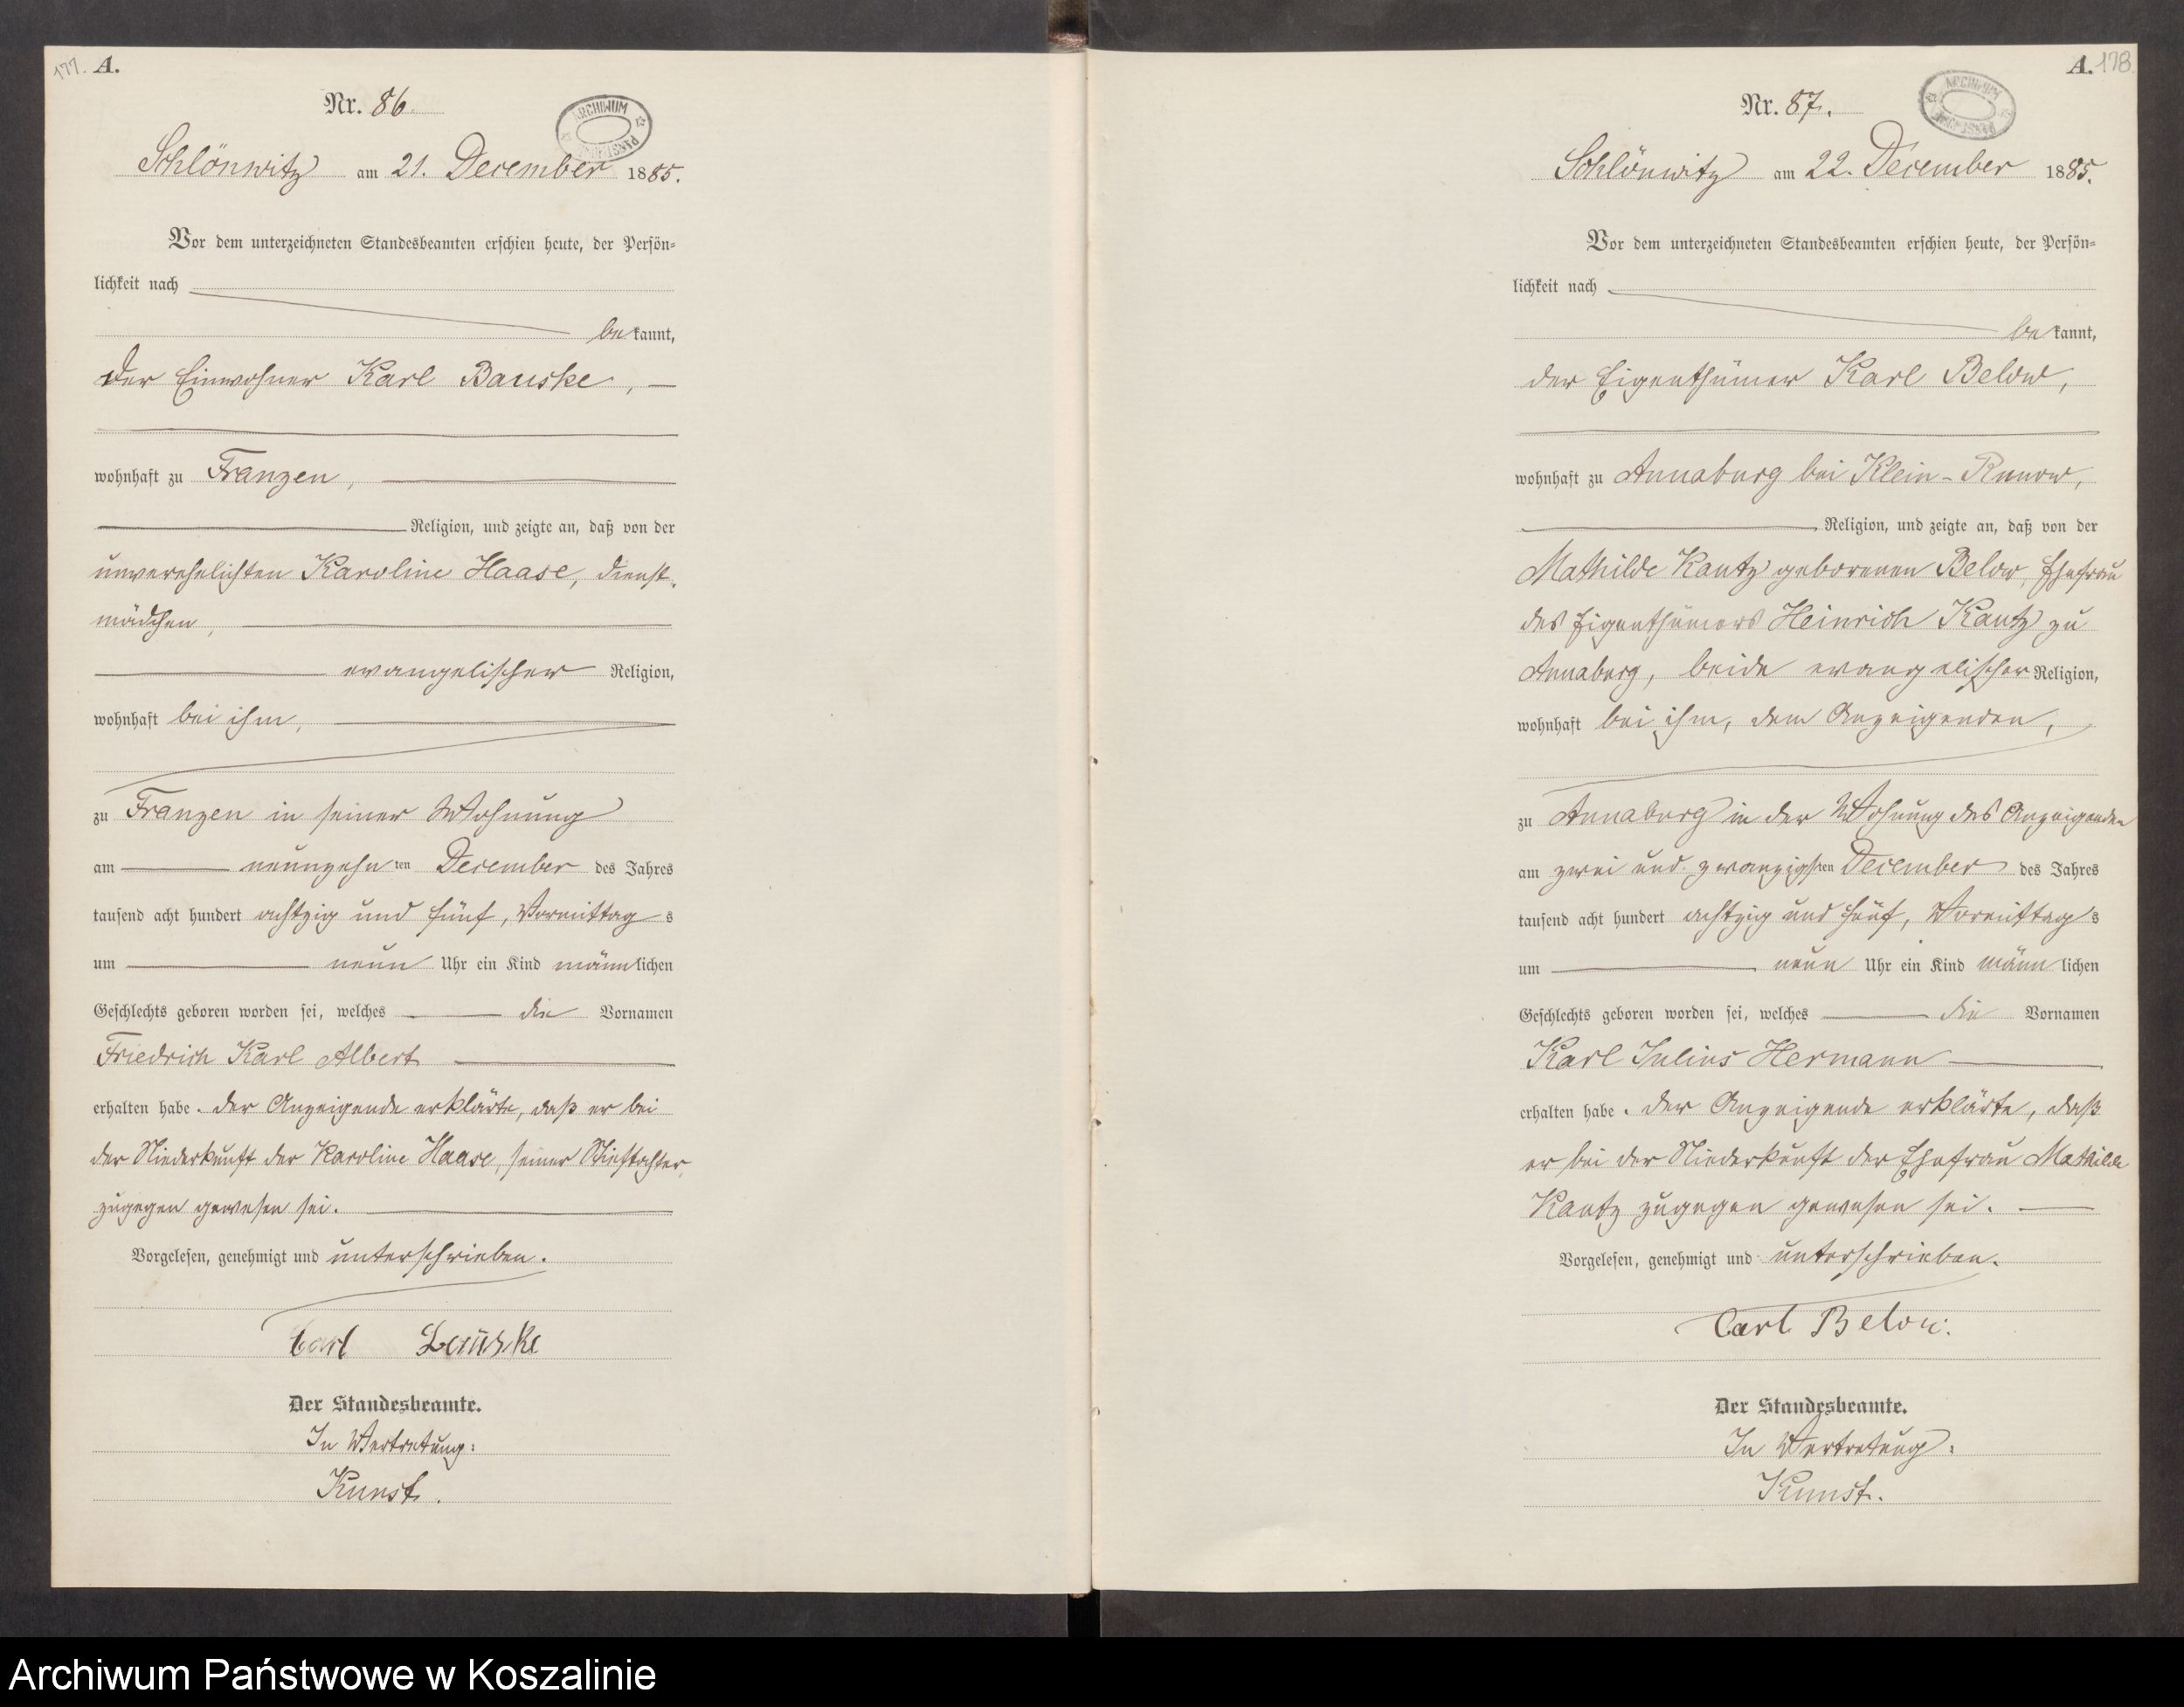 177. A.
Nr. 86.
ARCHIWUM
Schlönwitz am 21. December 1885.
Vor dem unterzeichneten Standesbeamten erschien heute, der Persön-
lichkeit nach
bekannt,
der Einwohner Karl Bauske,
wohnhaft zu Franzen,
Religion, und zeigte an, daß von der
unverehelichten Karoline Haase, Dienst-
mädchen,
evangelischer Religion,
wohnhaft bei ihm,
zu Franzen in seiner Wohnung
am neunzehnten December des Jahres
tausend acht hundert achtzig und fünf, Vormittags
um neun Uhr ein Kind männlichen
Geschlechts geboren worden sei, welches die Vornamen
Friedrich Karl Albert
erhalten habe. Der Anzeigende erklärte, daß er bei
der Niederkunft der Karoline Haase, seiner Stieftochter,
zugegen gewesen sei.
Vorgelesen, genehmigt und unterschrieben.
Carl Bauske
Der Standesbeamte.
In Vertretung:
Kunst.
A. 178.
Nr. 87.
ARCHIWUM
Schlönwitz am 22. December 1885.
Vor dem unterzeichneten Standesbeamten erschien heute, der Persön-
lichkeit nach
bekannt,
der Eigenthümer Karl Below,
wohnhaft zu Annaburg bei Klein-Runow,
Religion, und zeigte an, daß von der
Mathilde Kautz geborenen Below, Ehefrau
des Eigenthümers Heinrich Kautz zu
Annaburg, beide evangelischer Religion,
wohnhaft bei ihm, dem Anzeigenden,
zu Annaburg in der Wohnung des Anzeigenden
am zwei und zwanzigsten December des Jahres
tausend acht hundert achtzig und fünf, Vormittags
um neun Uhr ein Kind männlichen
Geschlechts geboren worden sei, welches die Vornamen
Karl Julius Hermann
erhalten habe. Der Anzeigende erklärte, daß
er bei der Niederkunft der Ehefrau Mathilde
Kautz zugegen gewesen sei.
Vorgelesen, genehmigt und unterschrieben.
Carl Below.
Der Standesbeamte.
In Vertretung:
Kunst.
Archiwum Państwowe w Koszalinie